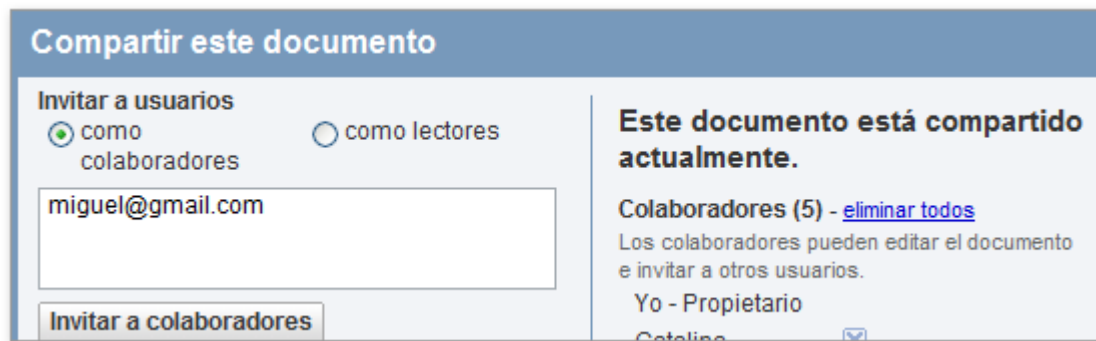 Compartir este documento
Invitar a usuarios
como
colaboradores
como lectores
miguel@gmail.com
Invitar a colaboradores
Este documento está compartido
actualmente.
Colaboradores (5) - eliminar todos
Los colaboradores pueden editar el documento
e invitar a otros usuarios.
Yo - Propietario
Catalina